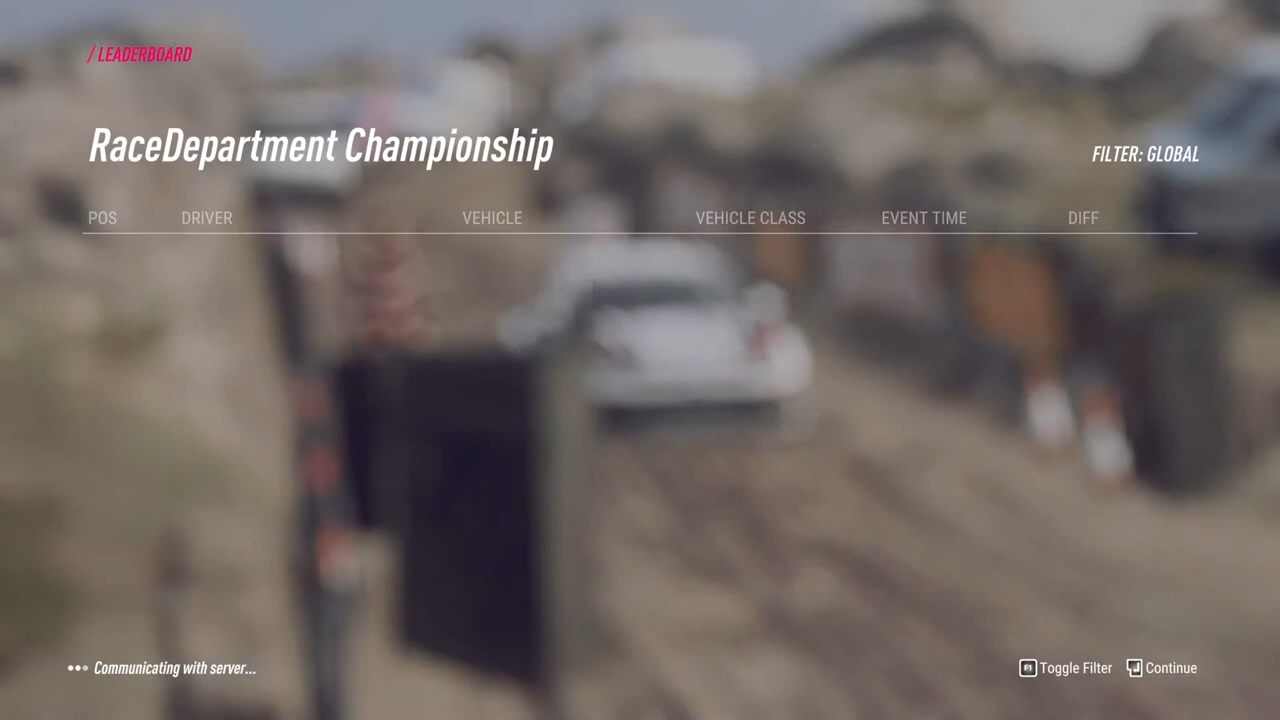 / LEADERBOARD
RaceDepartment Championship
FILTER: GLOBAL
POS DRIVER VEHICLE VEHICLE CLASS EVENT TIME DIFF
Communicating with server...
F1 Toggle Filter Continue